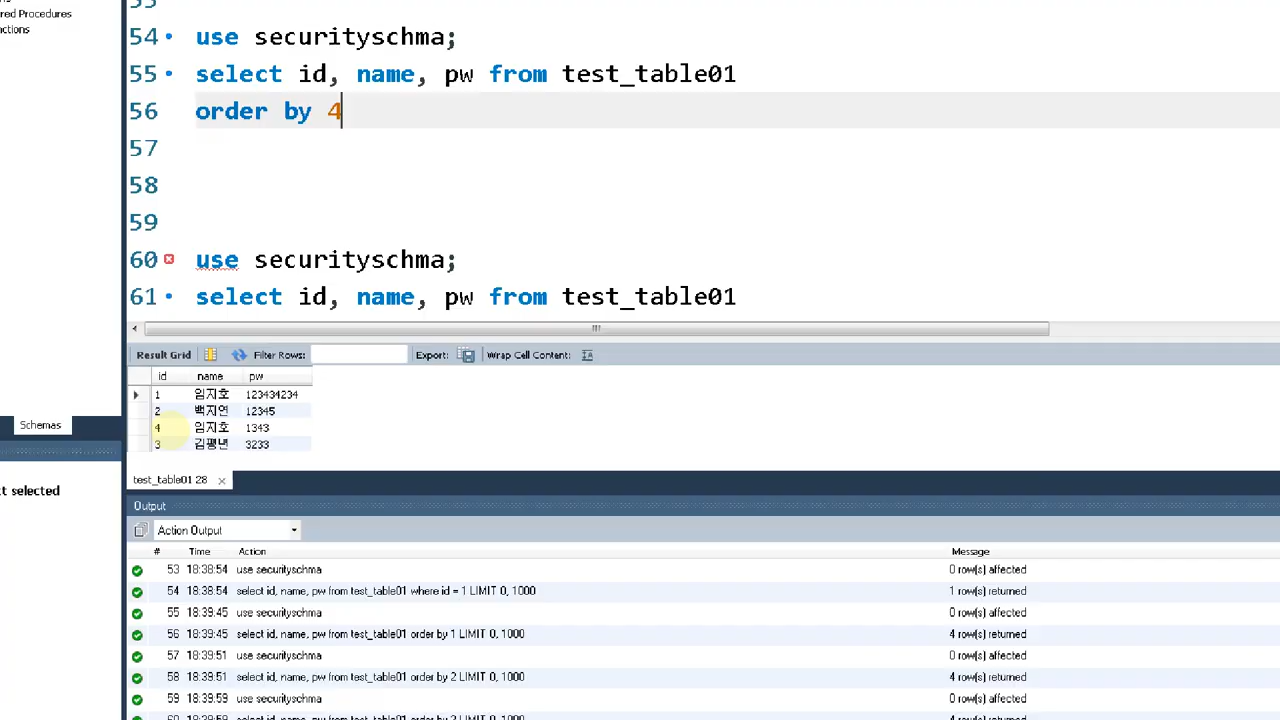 red Procedures
nctions
53
54 use securityschma;
55 select id, name, pw from test_table01
56 order by 4
57
58
59
60 use securityschma;
61 select id, name, pw from test_table01
Result Grid Filter Rows: Export: Wrap Cell Content: IA
id name pw
1 임지호 123434234
2 백지연 12345
4 임지호 1343
3 김평년 3233
Schemas
test_table01 28
t selected
Output
Action Output
# Time Action Message
53 18:38:54 use securityschma 0 row(s) affected
54 18:38:54 select id, name, pw from test_table01 where id = 1 LIMIT 0, 1000 1 row(s) returned
55 18:39:45 use securityschma 0 row(s) affected
56 18:39:45 select id, name, pw from test_table01 order by 1 LIMIT 0, 1000 4 row(s) returned
57 18:39:51 use securityschma 0 row(s) affected
58 18:39:51 select id, name, pw from test_table01 order by 2 LIMIT 0, 1000 4 row(s) returned
59 18:39:59 use securityschma 0 row(s) affected